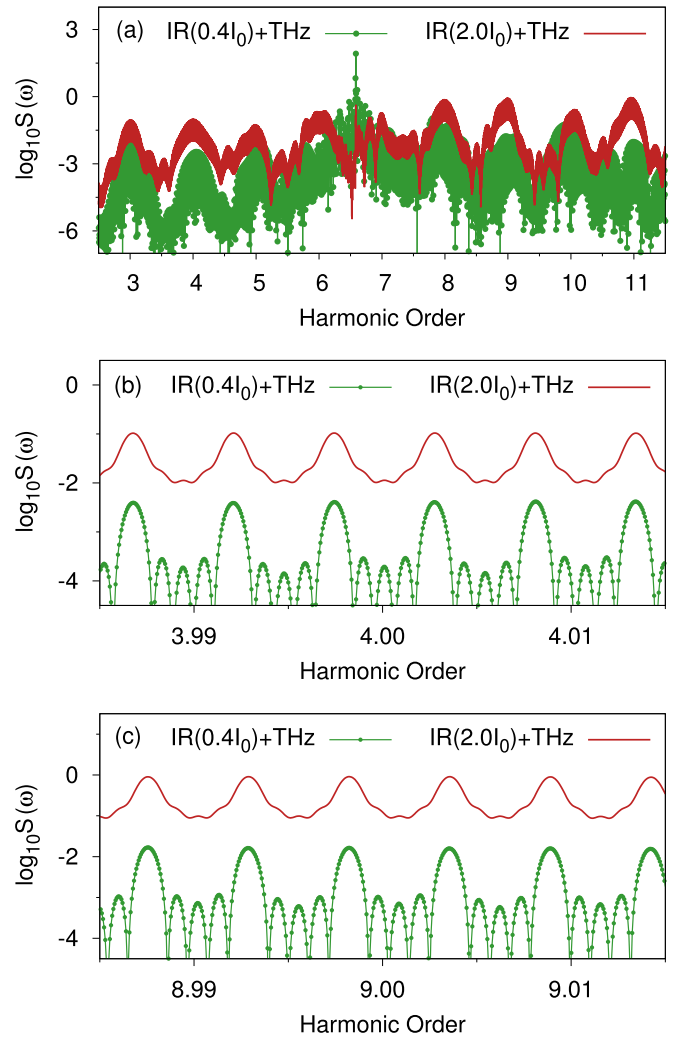 (a) IR(0.4I₀)+THz IR(2.0I₀)+THz
3
0
-3
-6
log₁₀S (ω)
3 4 5 6 7 8 9 10 11
Harmonic Order
(b) IR(0.4I₀)+THz IR(2.0I₀)+THz
0
-2
-4
log₁₀S (ω)
3.99 4.00 4.01
Harmonic Order
(c) IR(0.4I₀)+THz IR(2.0I₀)+THz
0
-2
-4
log₁₀S (ω)
8.99 9.00 9.01
Harmonic Order